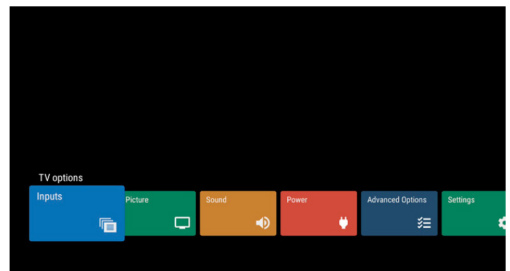 TV options
Inputs
Picture
Sound
Power
Advanced Options
Settings